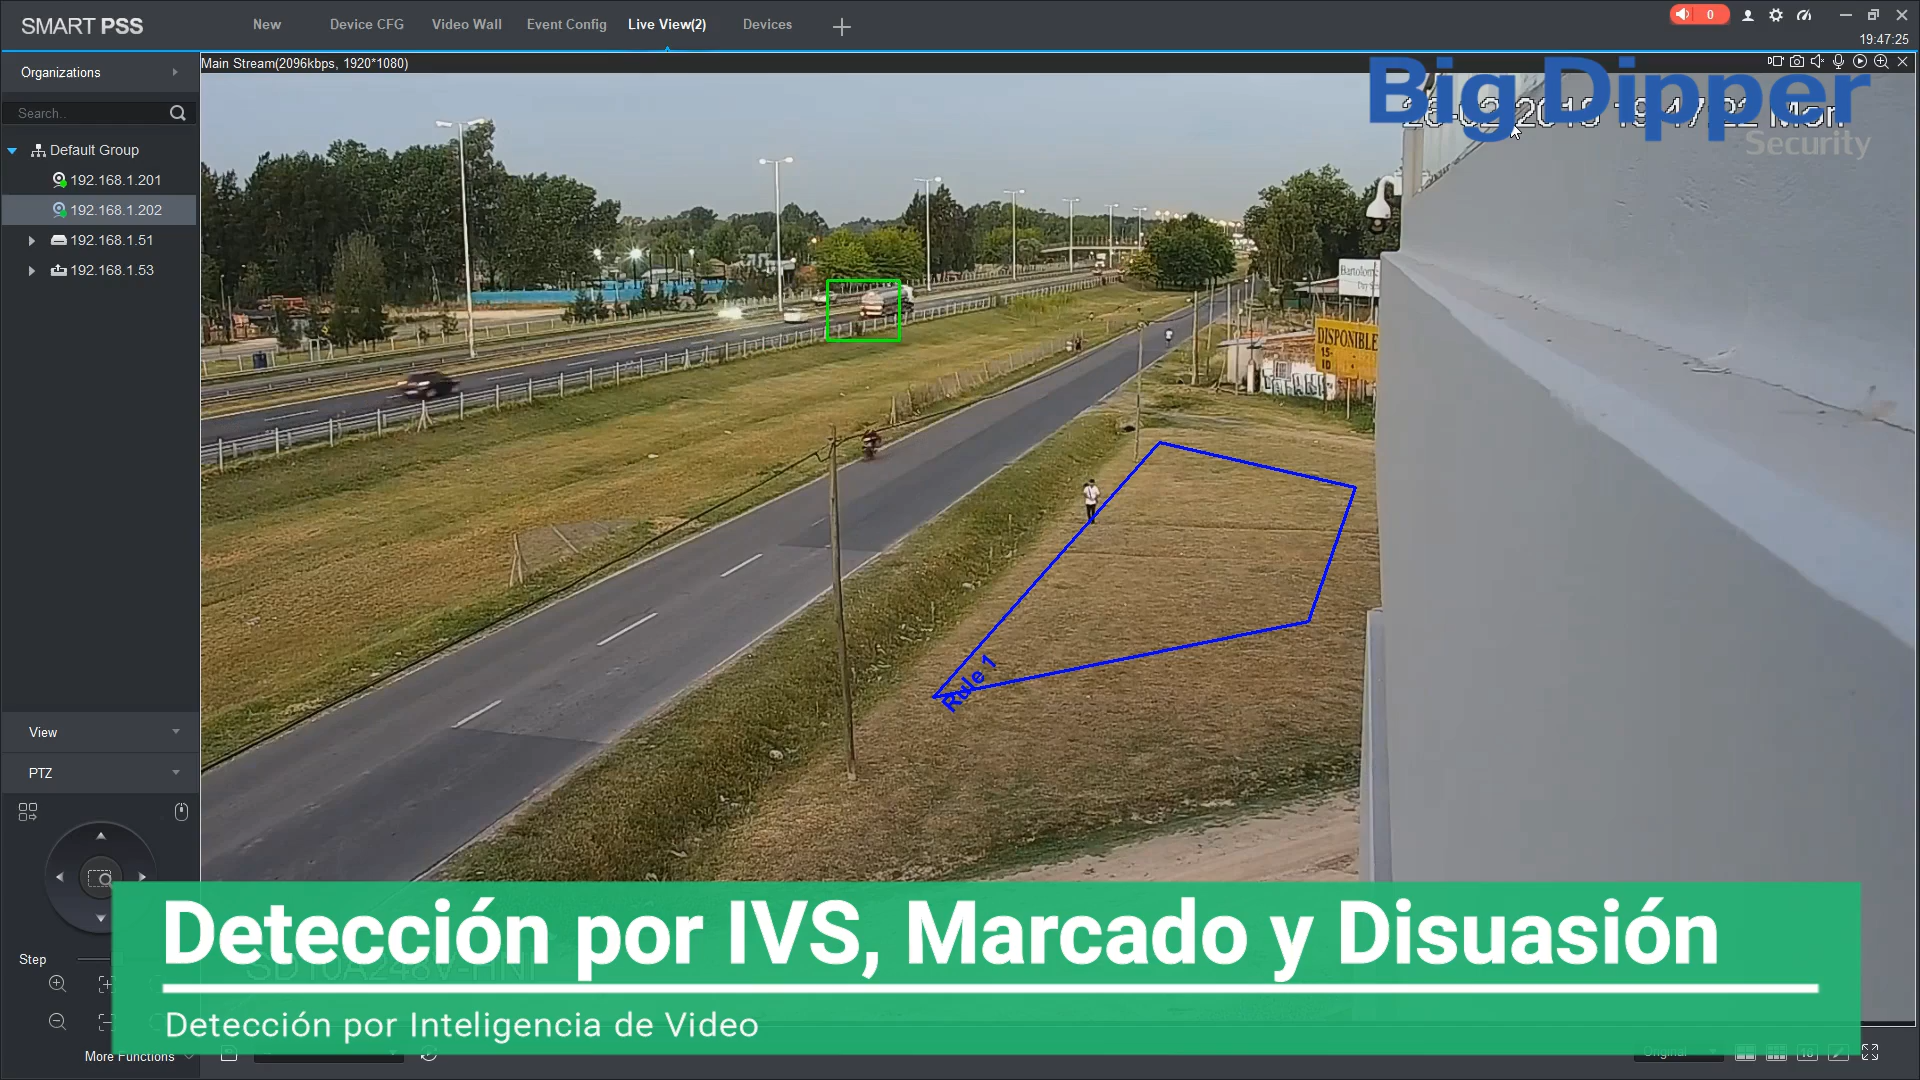 SMART PSS
New
Device CFG
Video Wall
Event Config
Live View(2)
Devices
0
19:47:25
Organizations
Main Stream(2096kbps, 1920*1080)
Search..
Big Dipper
Security
Default Group
192.168.1.201
192.168.1.202
192.168.1.51
192.168.1.53
DISPONIBLE
Rule 1
View
PTZ
Step
Detección por IVS, Marcado y Disuasión
Detección por Inteligencia de Video
More Functions
Original